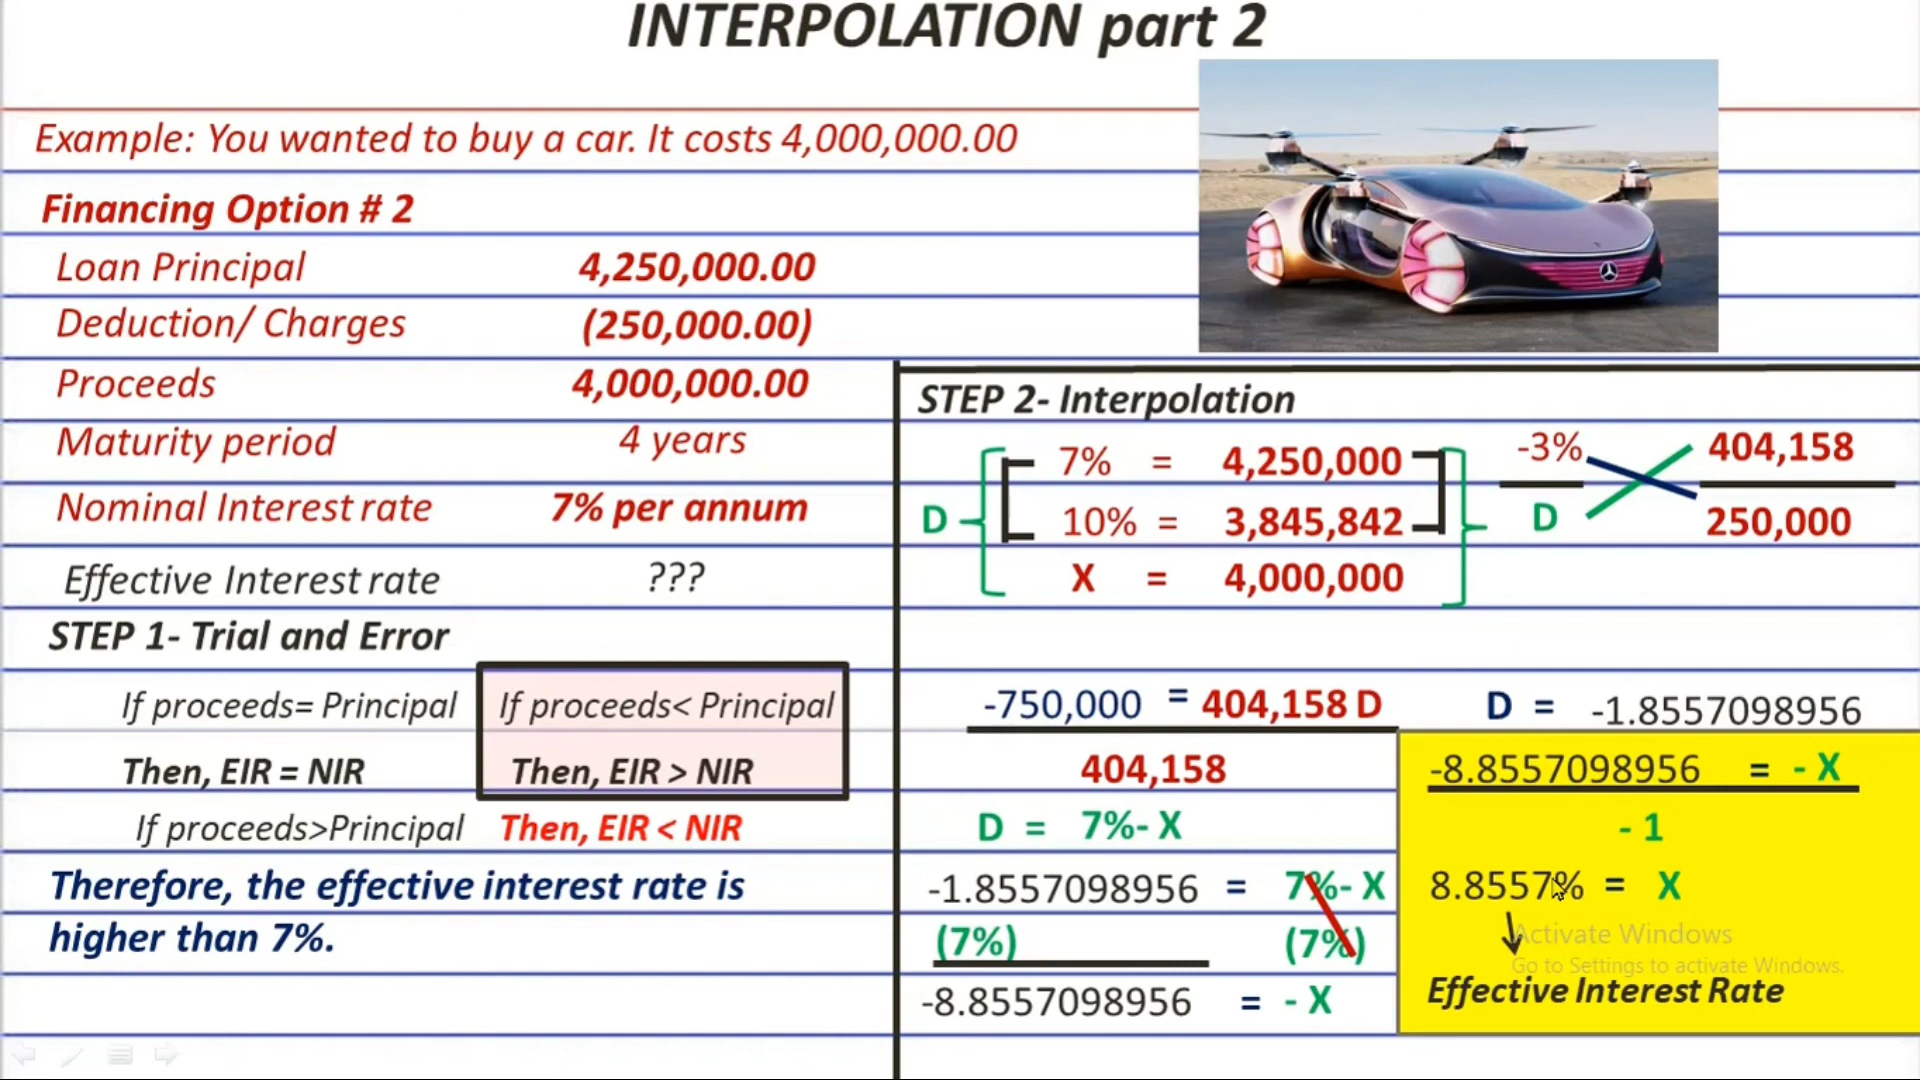 INTERPOLATION part 2
Example: You wanted to buy a car. It costs 4,000,000.00
Financing Option # 2
Loan Principal 4,250,000.00
Deduction/ Charges (250,000.00)
Proceeds 4,000,000.00
Maturity period 4 years
Nominal Interest rate 7% per annum
Effective Interest rate ???
STEP 1- Trial and Error
If proceeds= Principal If proceeds< Principal
Then, EIR = NIR Then, EIR > NIR
If proceeds>Principal Then, EIR < NIR
Therefore, the effective interest rate is
higher than 7%.
STEP 2- Interpolation
7% = 4,250,000
D 10% = 3,845,842
X = 4,000,000
-3% 404,158
D 250,000
-750,000 = 404,158 D
404,158
D = 7%- X
-1.8557098956 = 7%- X
(7%) (7%)
-8.8557098956 = - X
D = -1.8557098956
-8.8557098956 = - X
- 1
8.8557% = X
Activate Windows
Go to Settings to activate Windows.
Effective Interest Rate